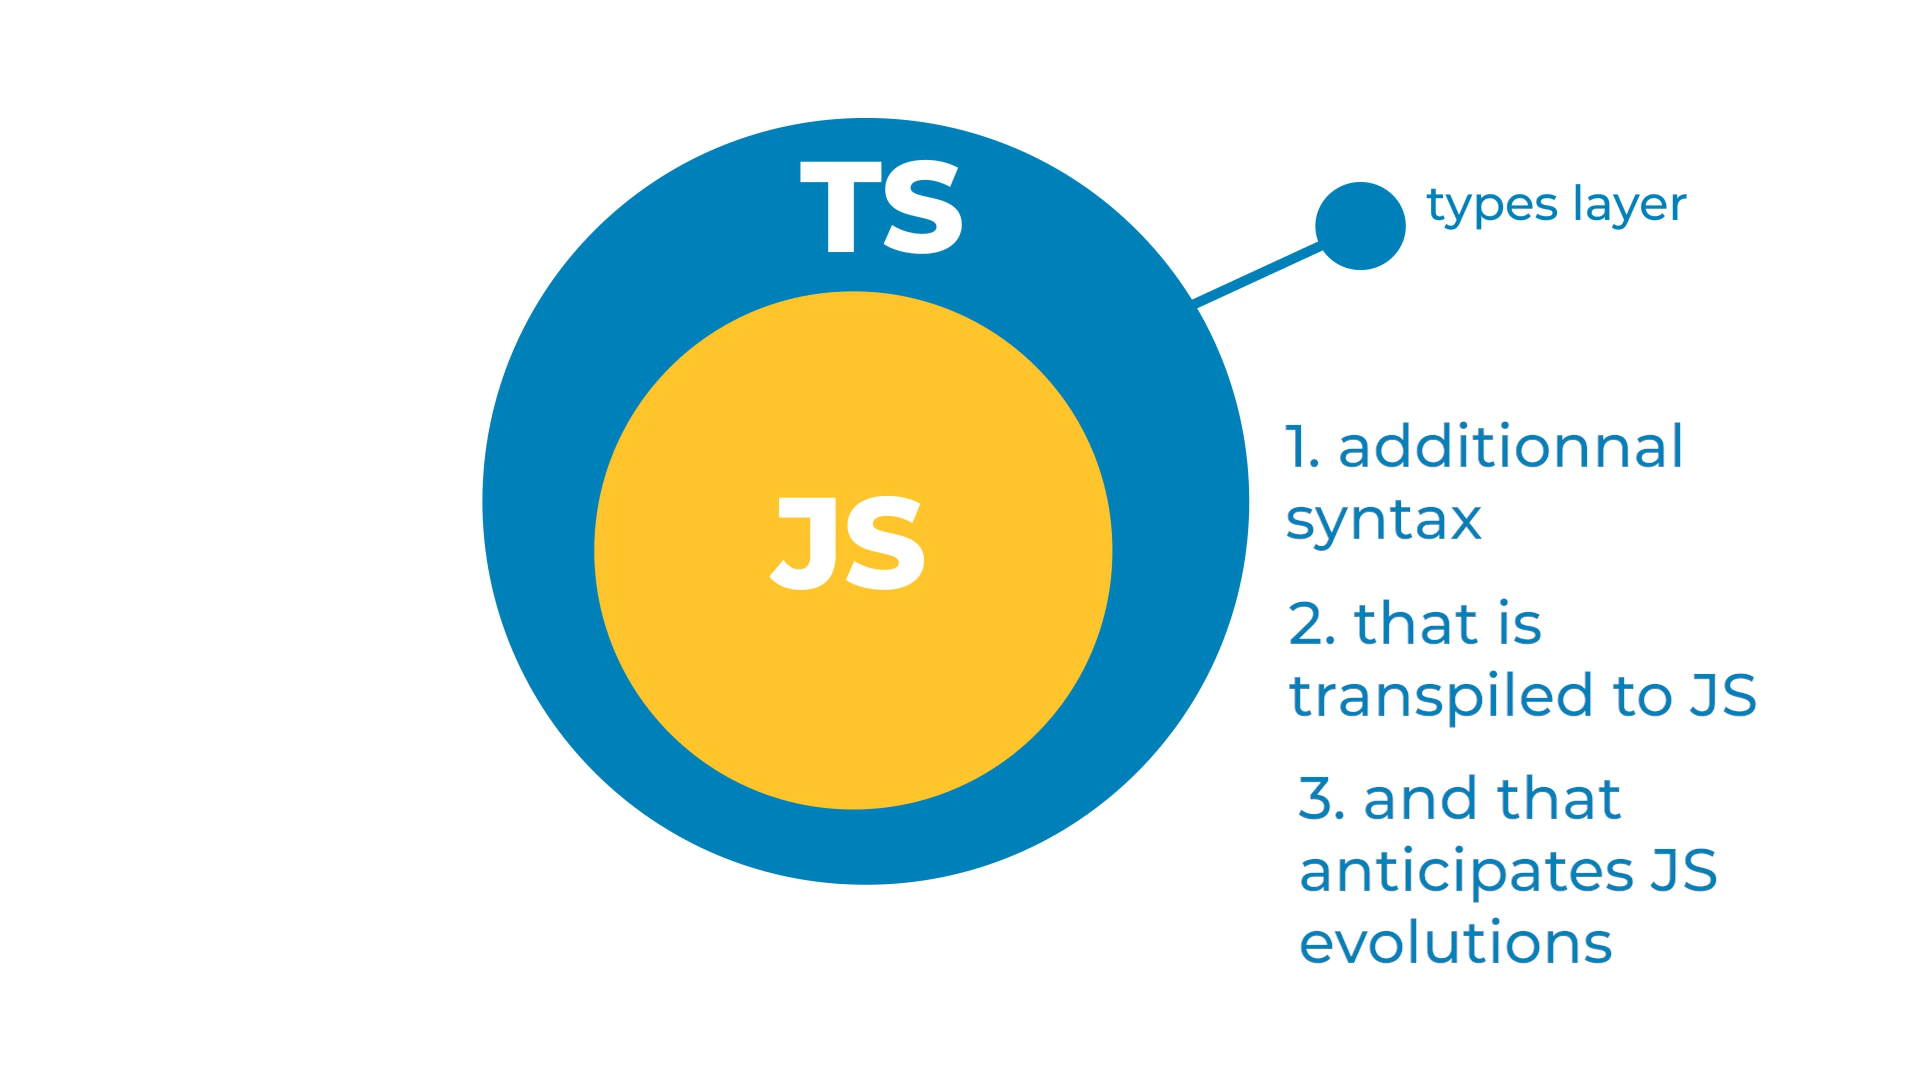 TS
types layer
JS
1. additionnal
syntax
2. that is
transpiled to JS
3. and that
anticipates JS
evolutions